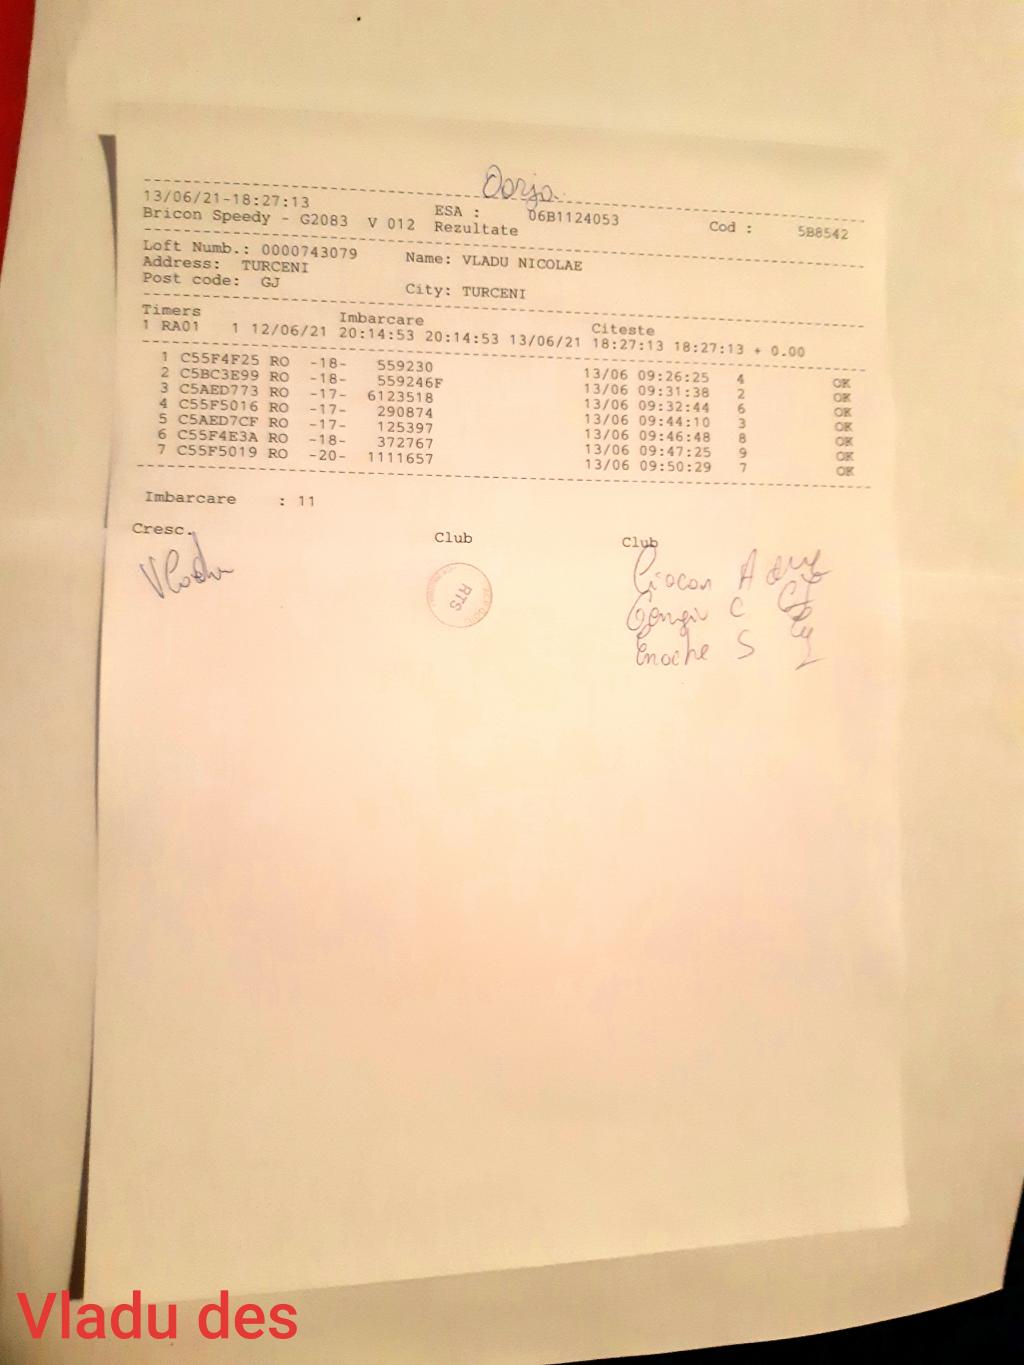 Oarja
13/06/21-18:27:13 ESA : 06B1124053 Cod : 5B8542
Bricon Speedy - G2083 V 012 Rezultate
Loft Numb.: 0000743079 Name: VLADU NICOLAE
Address: TURCENI
Post code: GJ City: TURCENI
Timers Imbarcare Citeste
1 RA01 1 12/06/21 20:14:53 20:14:53 13/06/21 18:27:13 18:27:13 + 0.00
1 C55F4F25 RO -18- 559230 13/06 09:26:25 4 OK
2 C5BC3E99 RO -18- 559246F 13/06 09:31:38 2 OK
3 C5AED773 RO -17- 6123518 13/06 09:32:44 6 OK
4 C55F5016 RO -17- 290874 13/06 09:44:10 3 OK
5 C5AED7CF RO -17- 125397 13/06 09:46:48 8 OK
6 C55F4E3A RO -18- 372767 13/06 09:47:25 9 OK
7 C55F5019 RO -20- 1111657 13/06 09:50:29 7 OK
Imbarcare : 11
Cresc. Club Club
Vladu
RTS
Ciocan A
C
Enache S
Vladu des